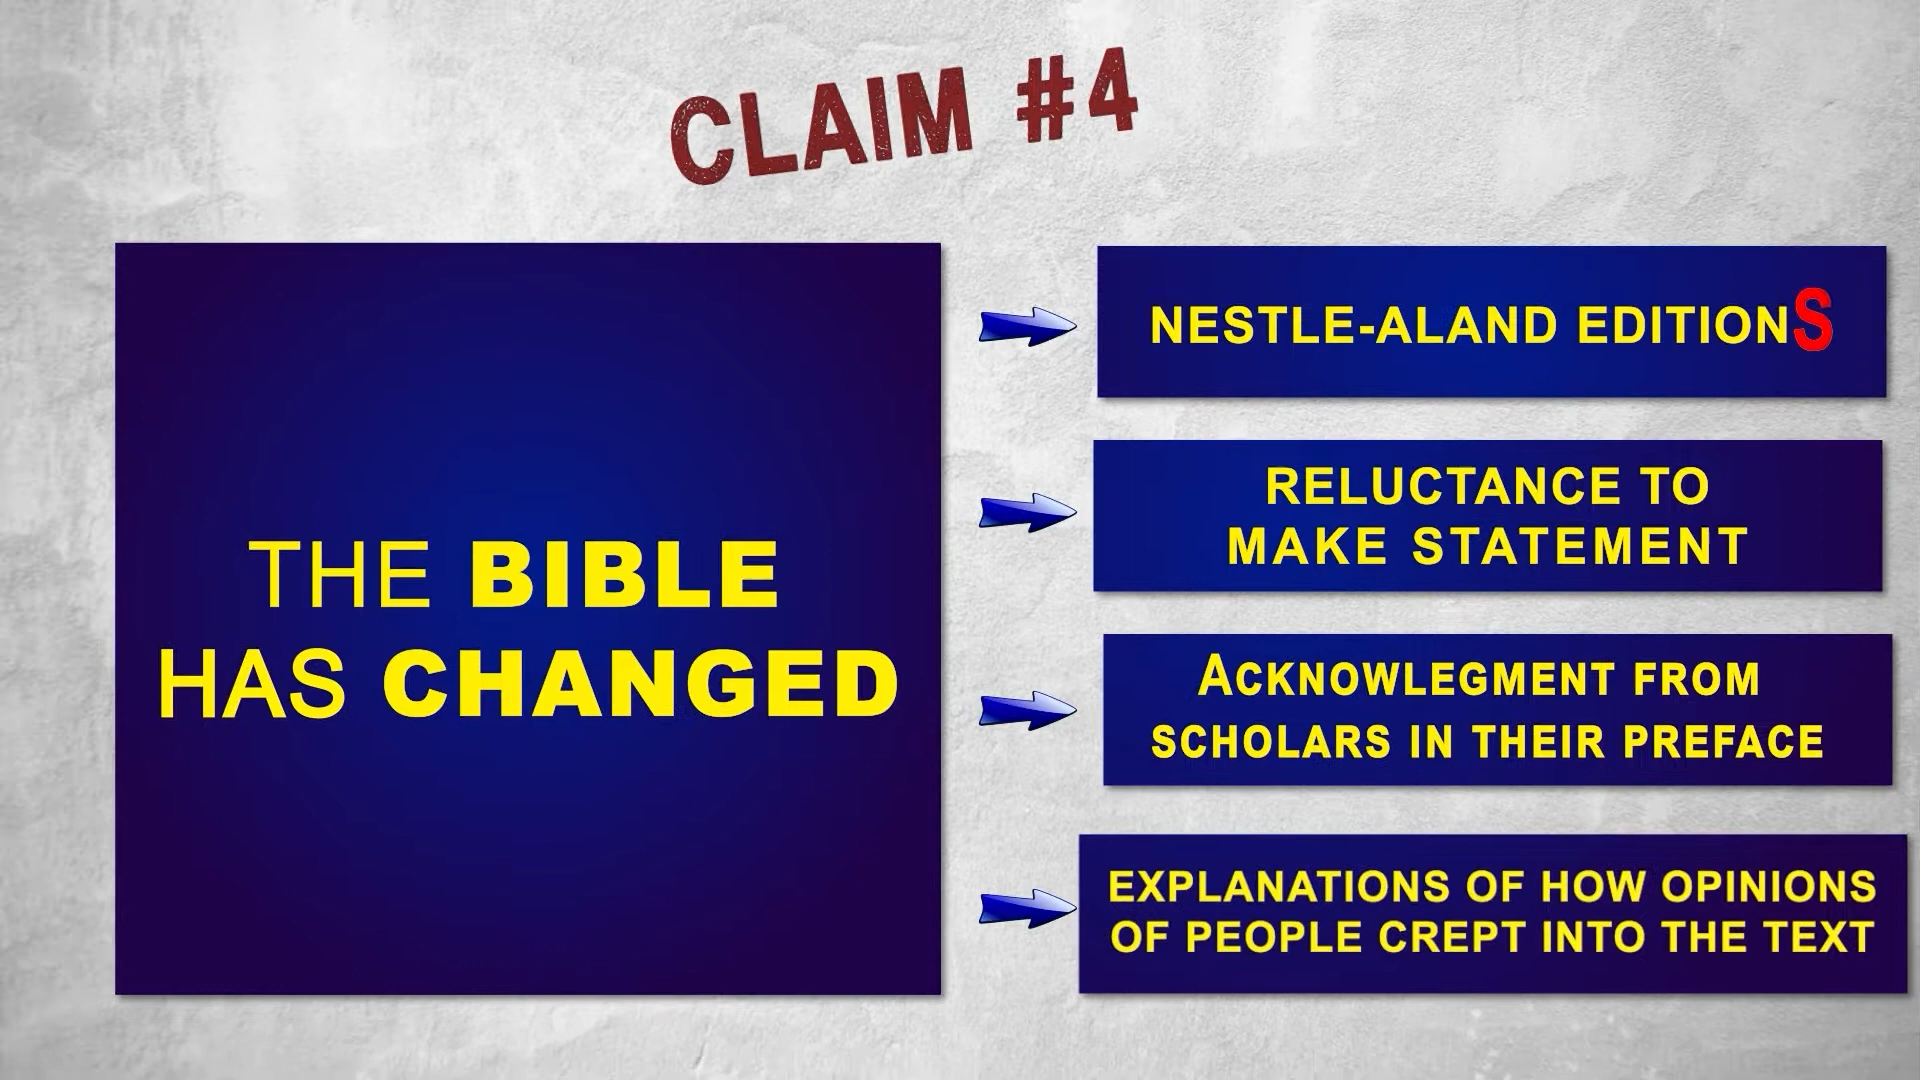 CLAIM #4
THE BIBLE
HAS CHANGED
NESTLE-ALAND EDITIONS
RELUCTANCE TO
MAKE STATEMENT
ACKNOWLEGMENT FROM
SCHOLARS IN THEIR PREFACE
EXPLANATIONS OF HOW OPINIONS
OF PEOPLE CREPT INTO THE TEXT